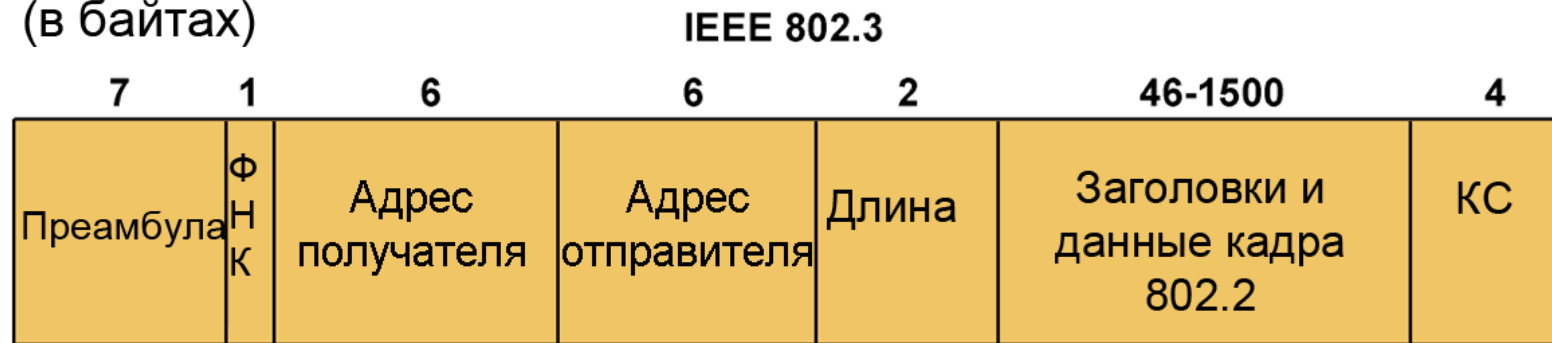 (в байтах)
IEEE 802.3
7 1 6 6 2 46-1500 4
Преамбула
Ф
Н
К
Адрес
получателя
Адрес
отправителя
Длина
Заголовки и
данные кадра
802.2
КС